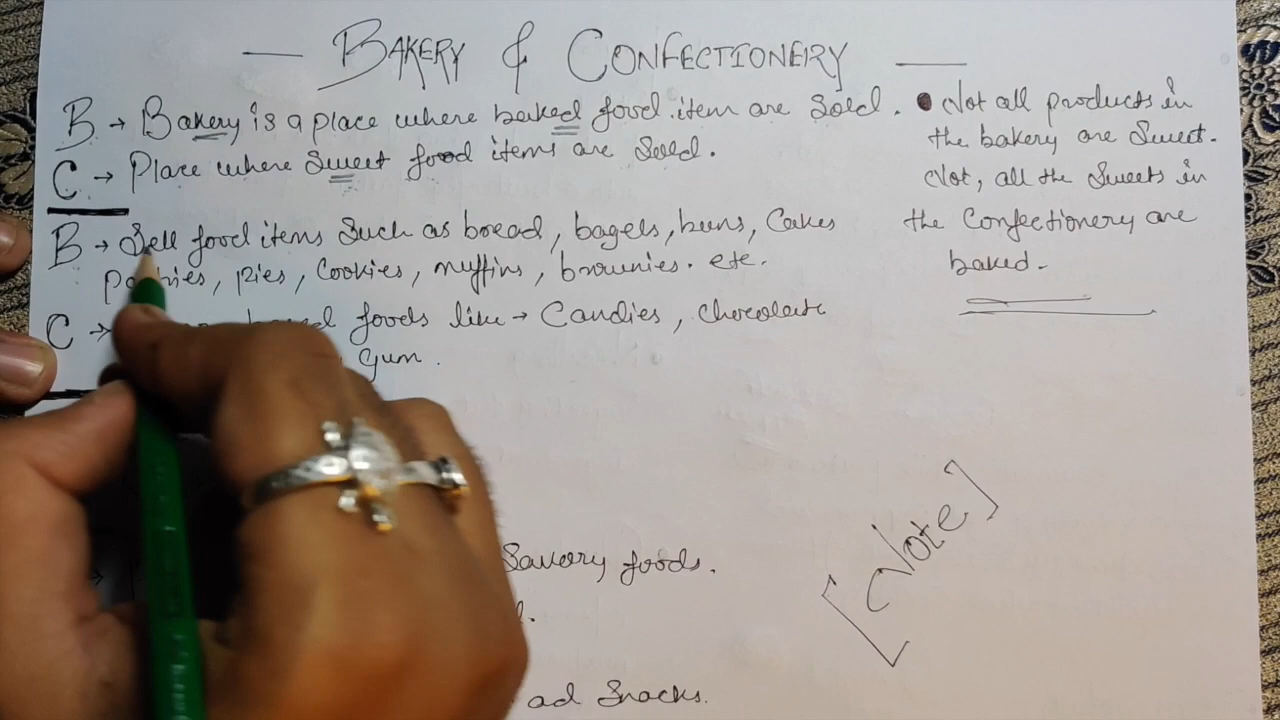 — BAKERY & CONFECTIONERY —
B → Bakery is a place where baked food item are Sold.
C → Place where Sweet food items are Sold.
B → Sell food items Such as bread, bagels, buns, Cakes
pies, Cookies, muffins, brownies. etc.
C → foods like → Candies, chocolate
gum.
Savory foods.
Snacks.
• Not all products in
the bakery are Sweet.
Not, all the Sweets in
the Confectionery are
baked.
[Note]